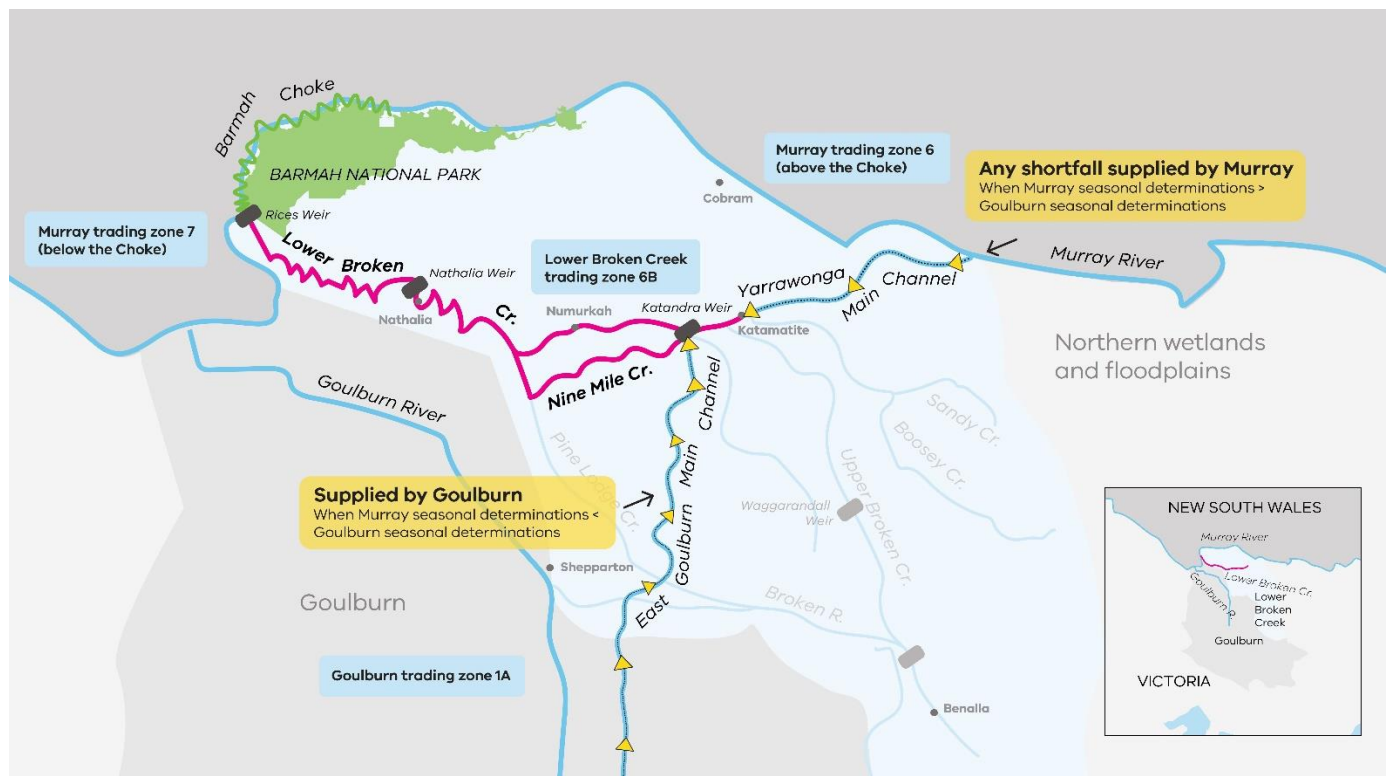 Barmah Choke
BARMAH NATIONAL PARK
Rices Weir
Murray trading zone 7
(below the Choke)
Lower Broken Cr.
Nathalia Weir
Nathalia
Lower Broken Creek
trading zone 6B
Numurkah
Nine Mile Cr.
Katandra Weir
Katamatite
Cobram
Murray trading zone 6
(above the Choke)
Any shortfall supplied by Murray
When Murray seasonal determinations >
Goulburn seasonal determinations
Yarrawonga Main Channel
Murray River
Northern wetlands
and floodplains
Goulburn River
Supplied by Goulburn
When Murray seasonal determinations <
Goulburn seasonal determinations
East Goulburn Main Channel
Pine Lodge Cr.
Shepparton
Broken R.
Waggarandall
Weir
Upper Broken Cr.
Boosey Cr.
Sandy Cr.
Benalla
Goulburn
Goulburn trading zone 1A
NEW SOUTH WALES
Murray River
Lower Broken Cr.
Goulburn R.
Lower
Broken
Creek
Goulburn
VICTORIA